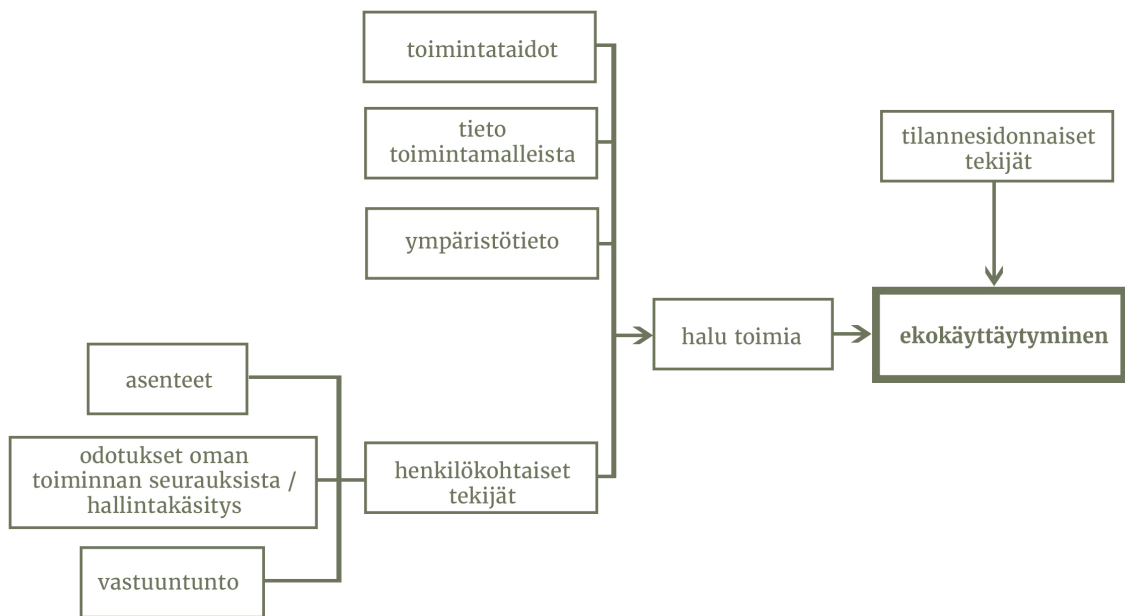 toimintataidot
tieto
toimintamalleista
ympäristötieto
tilannesidonnaiset
tekijät
halu toimia
ekokäyttäytyminen
asenteet
odotukset oman
toiminnan seurauksista /
hallintakäsitys
vastuuntunto
henkilökohtaiset
tekijät